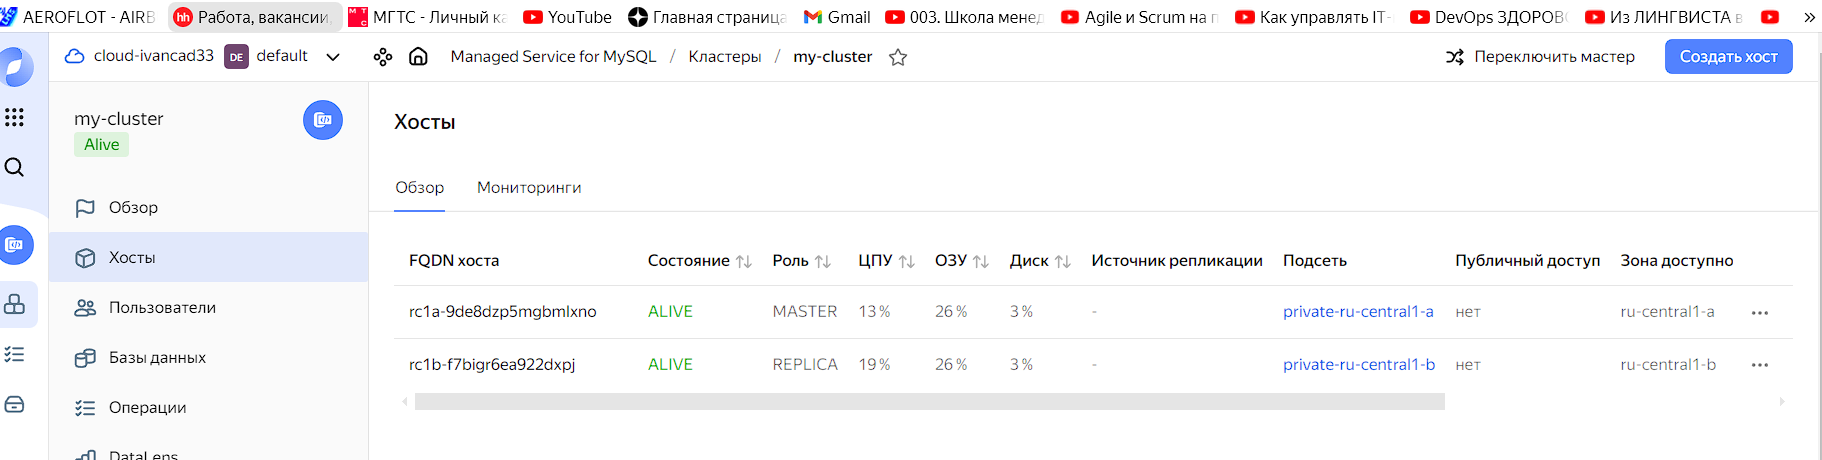 AEROFLOT - AIRB Работа, вакансии, МТС МГТС - Личный ка YouTube Главная страница Gmail 003. Школа менед Agile и Scrum на п Как управлять IT- DevOps ЗДОРОВО Из ЛИНГВИСТА в »
cloud-ivancad33 DE default Managed Service for MySQL / Кластеры / my-cluster Переключить мастер Создать хост
my-cluster
Alive
Обзор
Хосты
Пользователи
Базы данных
Операции
DataLens
Хосты
Обзор Мониторинги
FQDN хоста Состояние Роль ЦПУ ОЗУ Диск Источник репликации Подсеть Публичный доступ Зона доступно
rc1a-9de8dzp5mgbmlxno ALIVE MASTER 13 % 26 % 3 % - private-ru-central1-a нет ru-central1-a
rc1b-f7bigr6ea922dxpj ALIVE REPLICA 19 % 26 % 3 % - private-ru-central1-b нет ru-central1-b